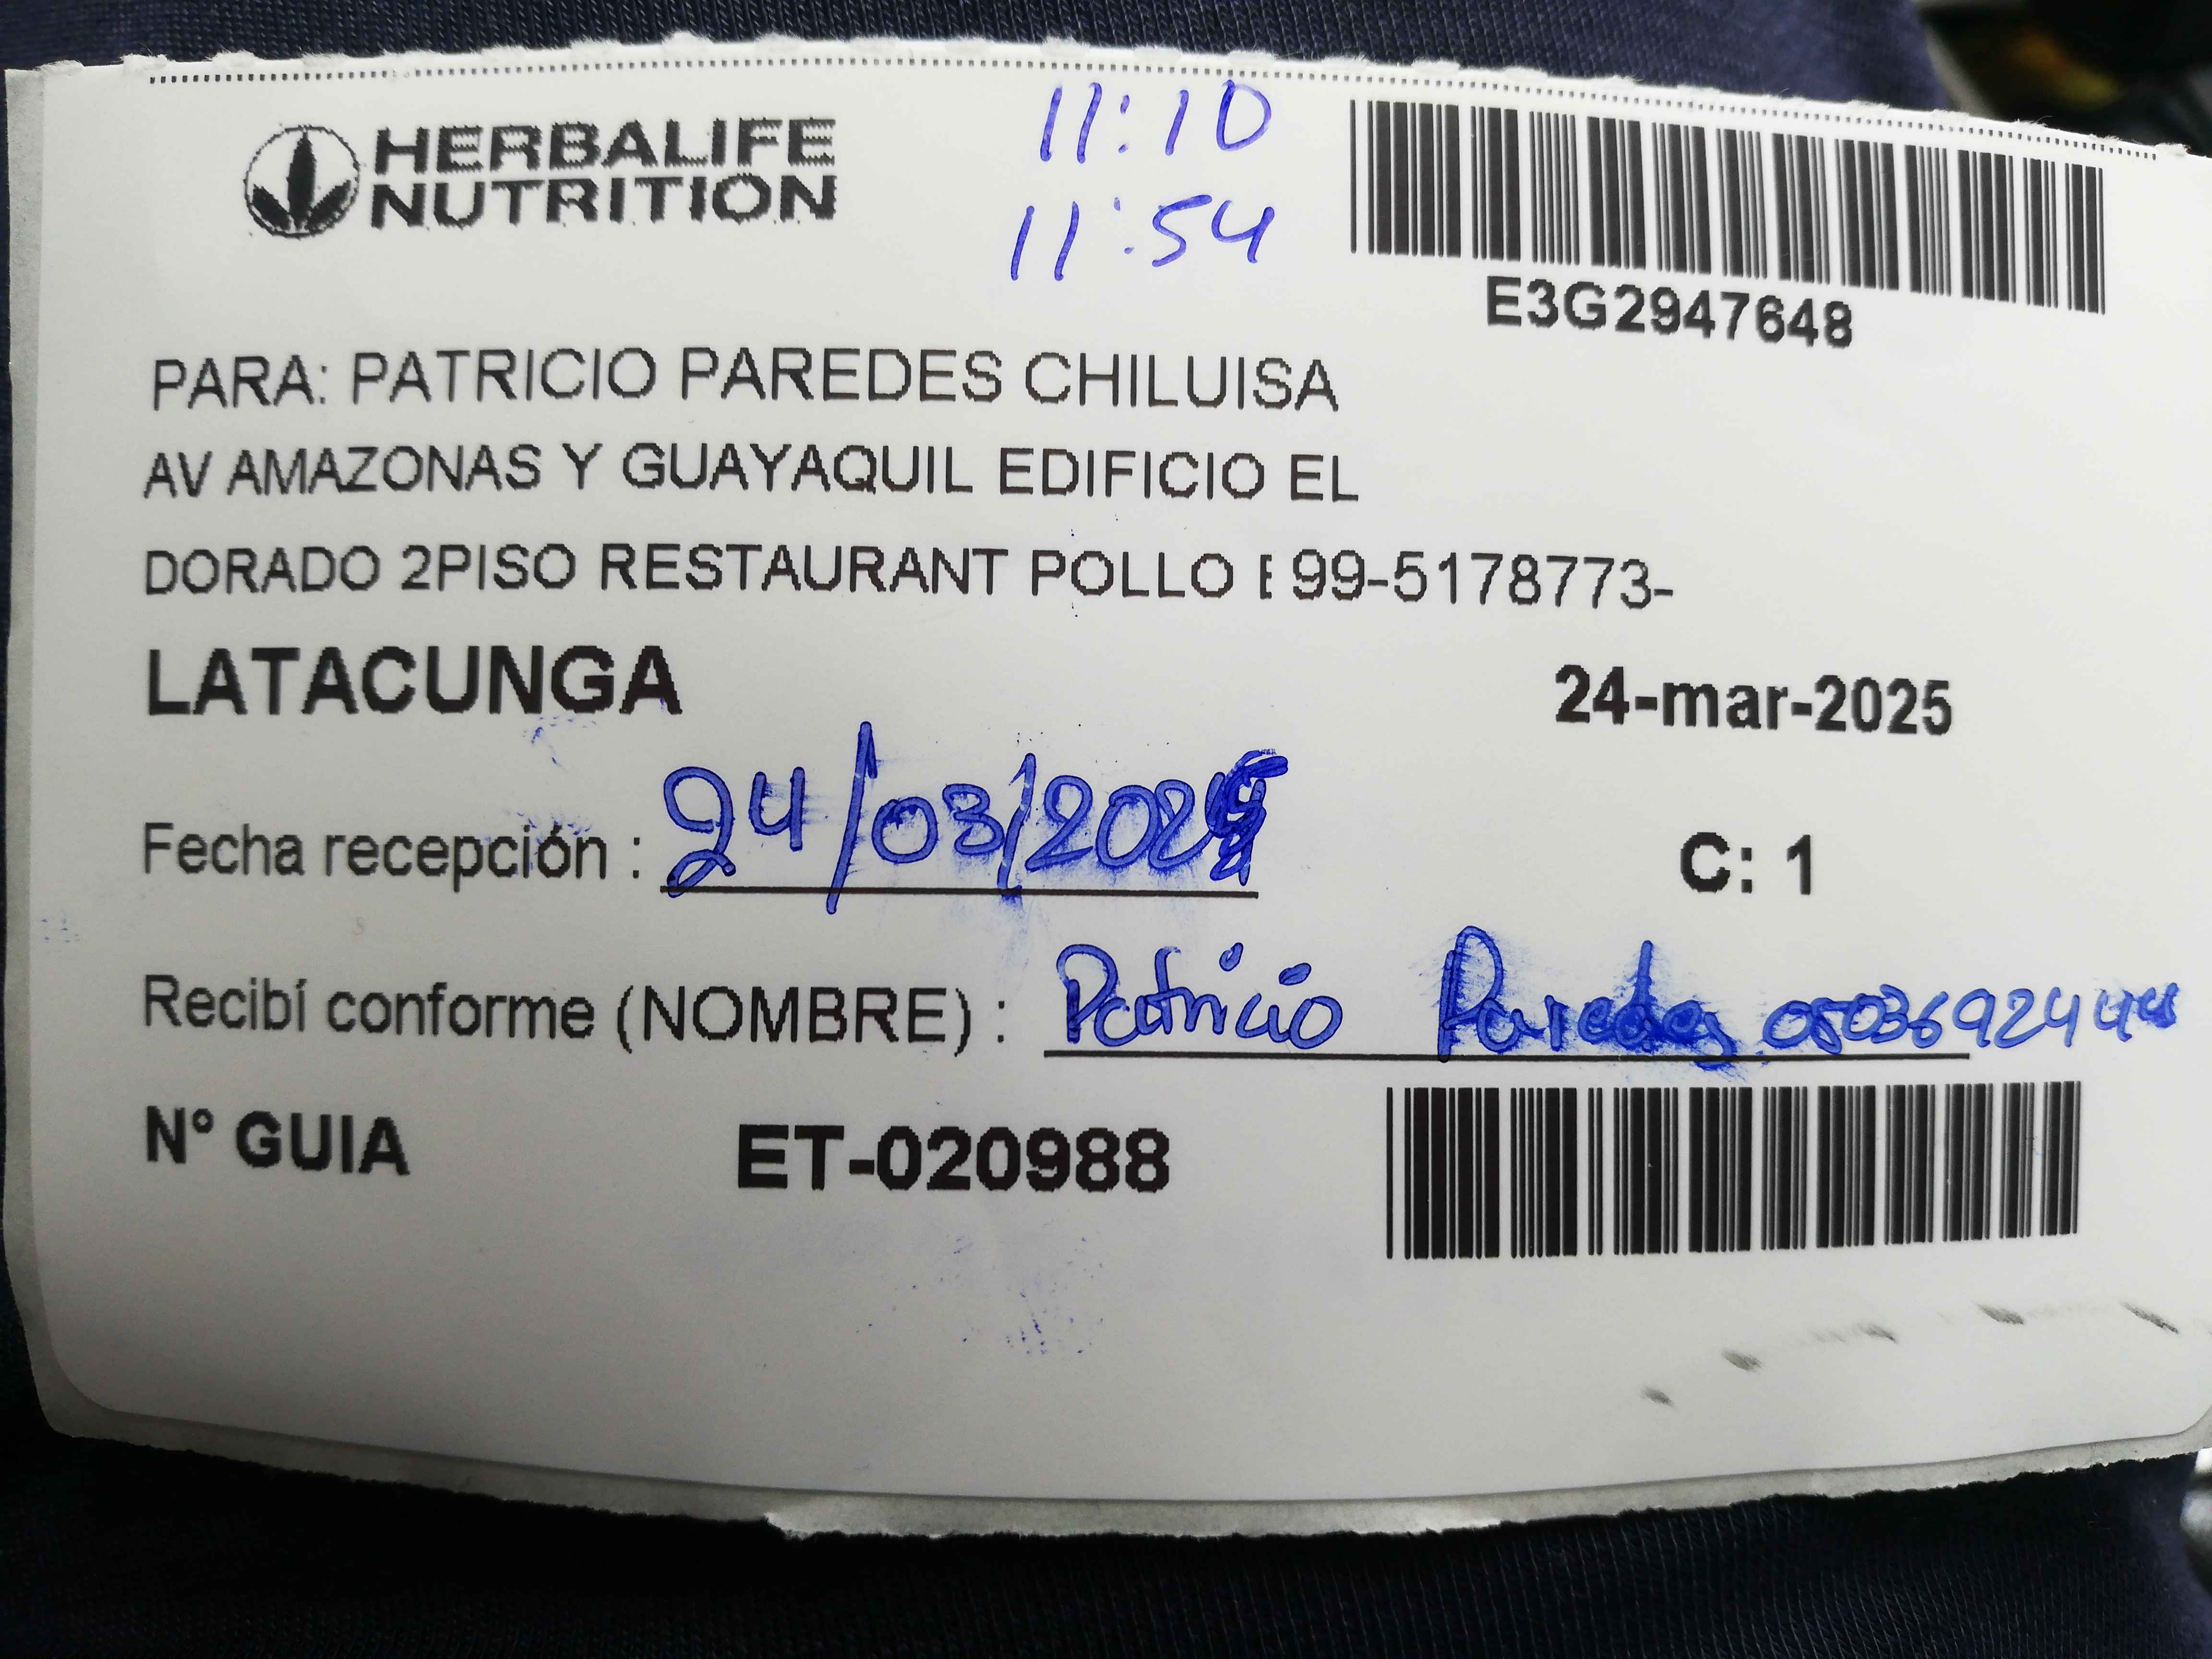 HERBALIFE
NUTRITION
11:10
11:54
E3G2947648
PARA: PATRICIO PAREDES CHILUISA
AV AMAZONAS Y GUAYAQUIL EDIFICIO EL
DORADO 2PISO RESTAURANT POLLO 99-5178773-
LATACUNGA
24-mar-2025
Fecha recepción : 24/03/2025
C: 1
Recibí conforme (NOMBRE) : Patricio Paredes
N° GUIA ET-020988